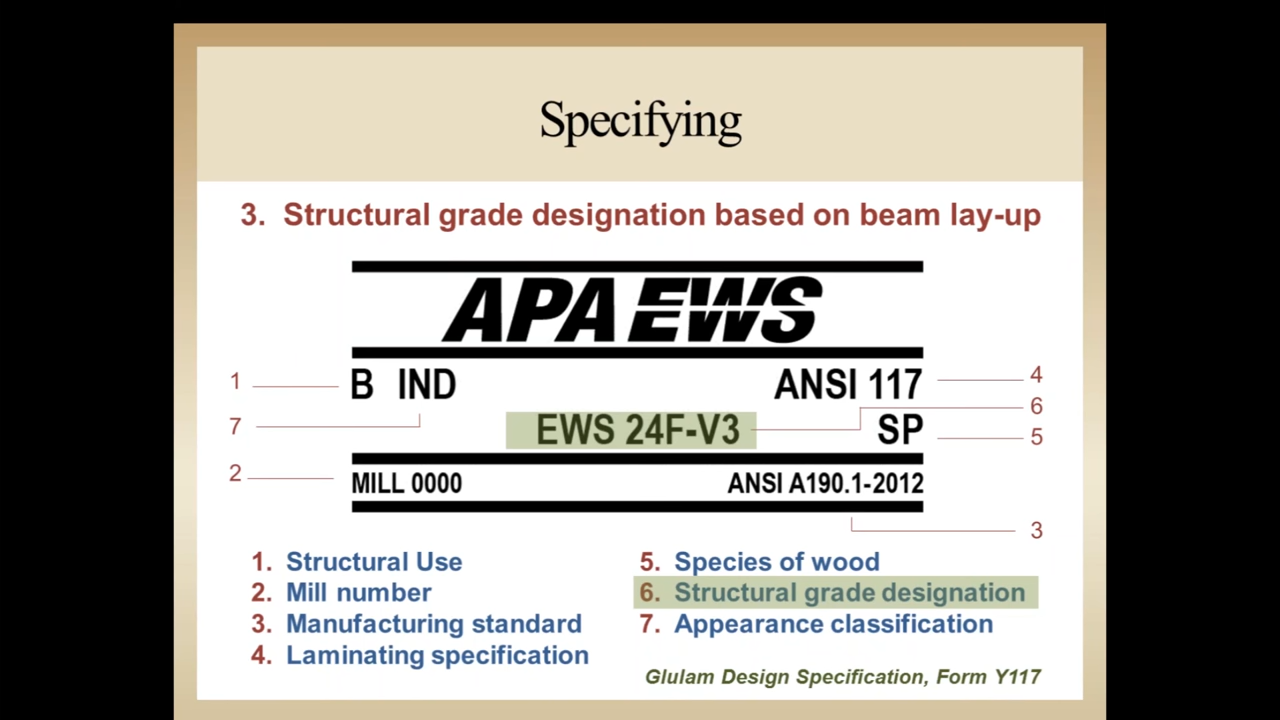 Specifying
3. Structural grade designation based on beam lay-up
APA EWS
1 B IND ANSI 117 4
6
7 EWS 24F-V3 SP 5
2 MILL 0000 ANSI A190.1-2012
3
1. Structural Use
2. Mill number
3. Manufacturing standard
4. Laminating specification
5. Species of wood
6. Structural grade designation
7. Appearance classification
Glulam Design Specification, Form Y117